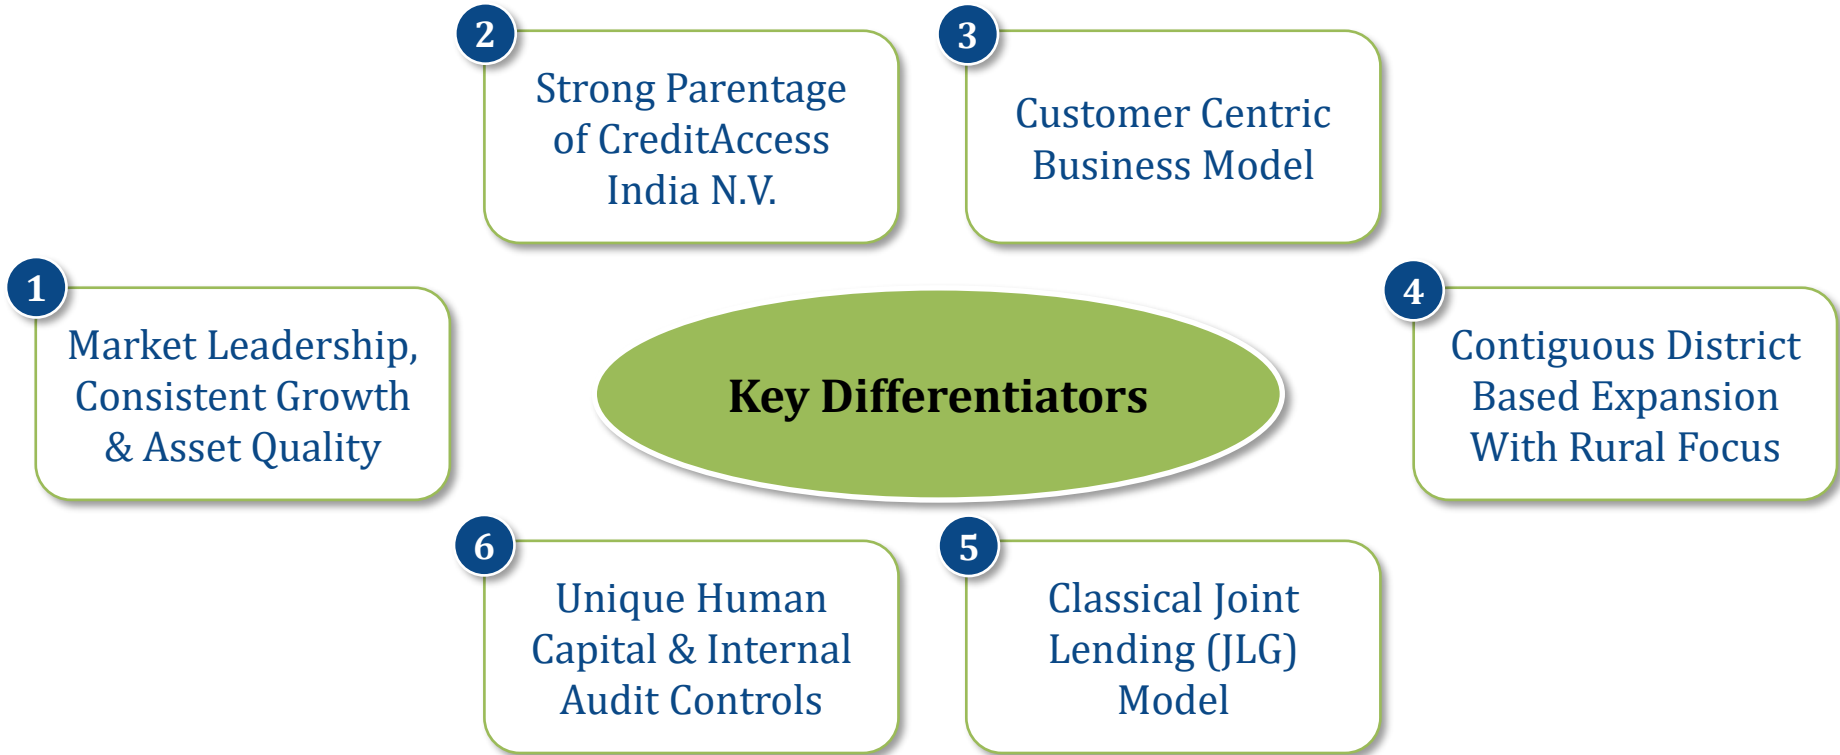 1
Market Leadership,
Consistent Growth
& Asset Quality
2
Strong Parentage
of CreditAccess
India N.V.
3
Customer Centric
Business Model
4
Contiguous District
Based Expansion
With Rural Focus
Key Differentiators
5
Classical Joint
Lending (JLG)
Model
6
Unique Human
Capital & Internal
Audit Controls